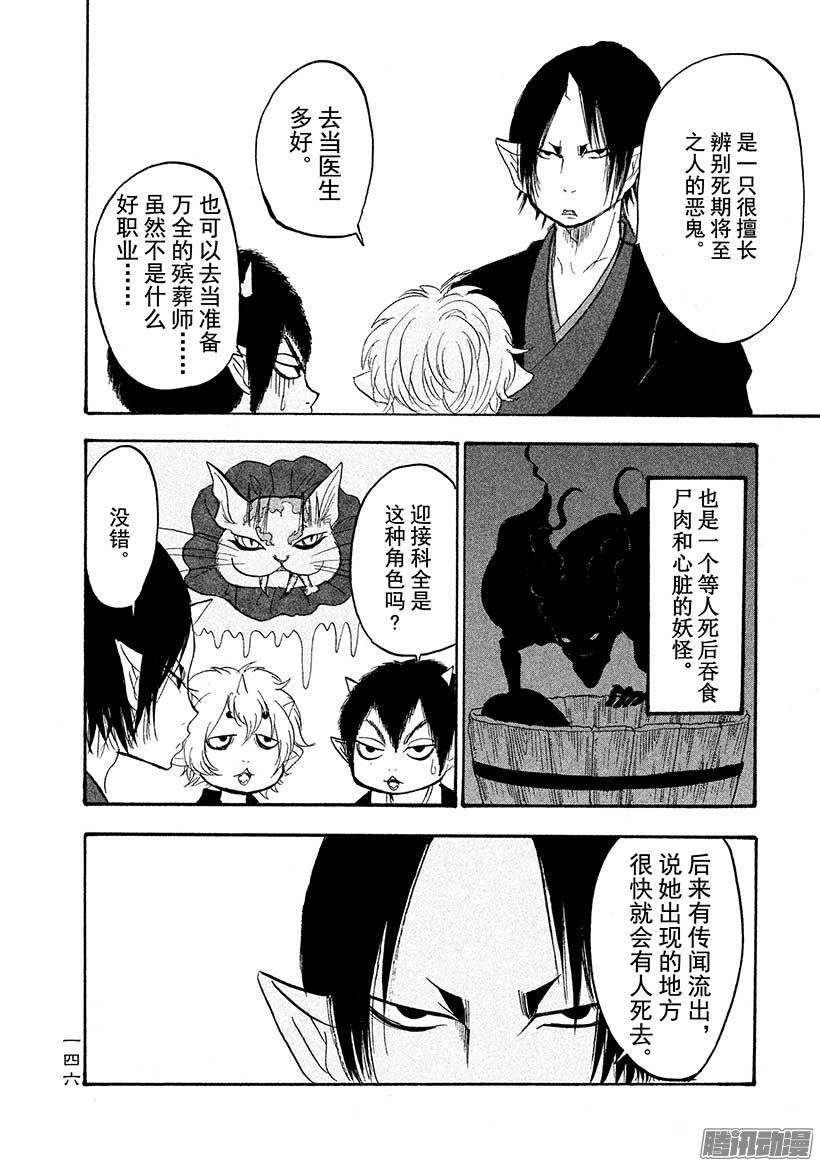 是一只很擅长
辨别死期将至
之人的恶鬼。
去当医生
多好。
也可以去当准备
万全的殡葬师……
虽然不是什么
好职业……
也是一个等人死后吞食
尸肉和心脏的妖怪。
迎接科全是
这种角色吗?
没错。
后来有传闻流出,
说她出现的地方
很快就会有人死去。
一四六
腾讯动漫